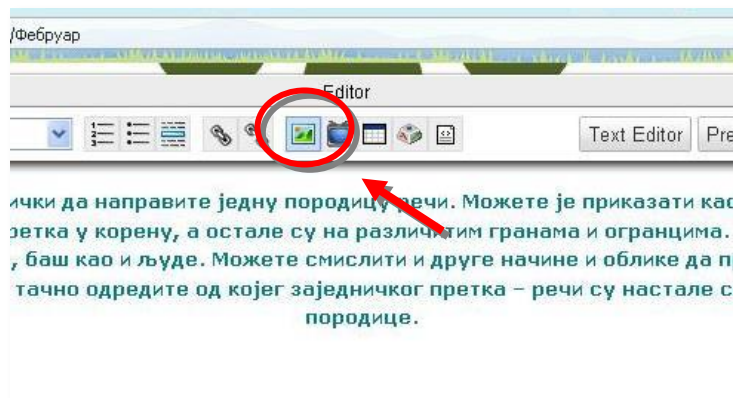 /Фебруар
Editor
Text Editor Pre
ички да направите једну породицу речи. Можете је приказати као
ретка у корену, а остале су на различитим гранама и огранцима.
, баш као и људе. Можете смислити и друге начине и облике да п
тачно одредите од којег заједничког претка – речи су настале с
породице.